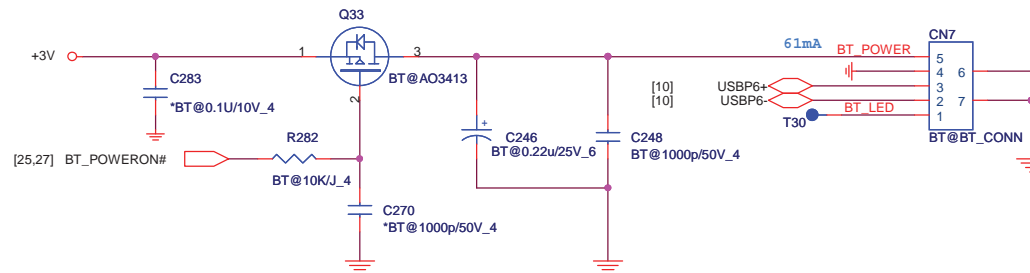 Q33
CN7
+3V
1
3
61mA
BT_POWER
5
C283
BT@AO3413
4
6
*BT@0.1U/10V_4
2
[10]
USBP6+
3
[10]
USBP6-
2
7
BT_LED
1
T30
R282
C246
C248
BT@BT_CONN
+
BT@0.22u/25V_6
BT@1000p/50V_4
[25,27]
BT_POWERON#
BT@10K/J_4
C270
*BT@1000p/50V_4